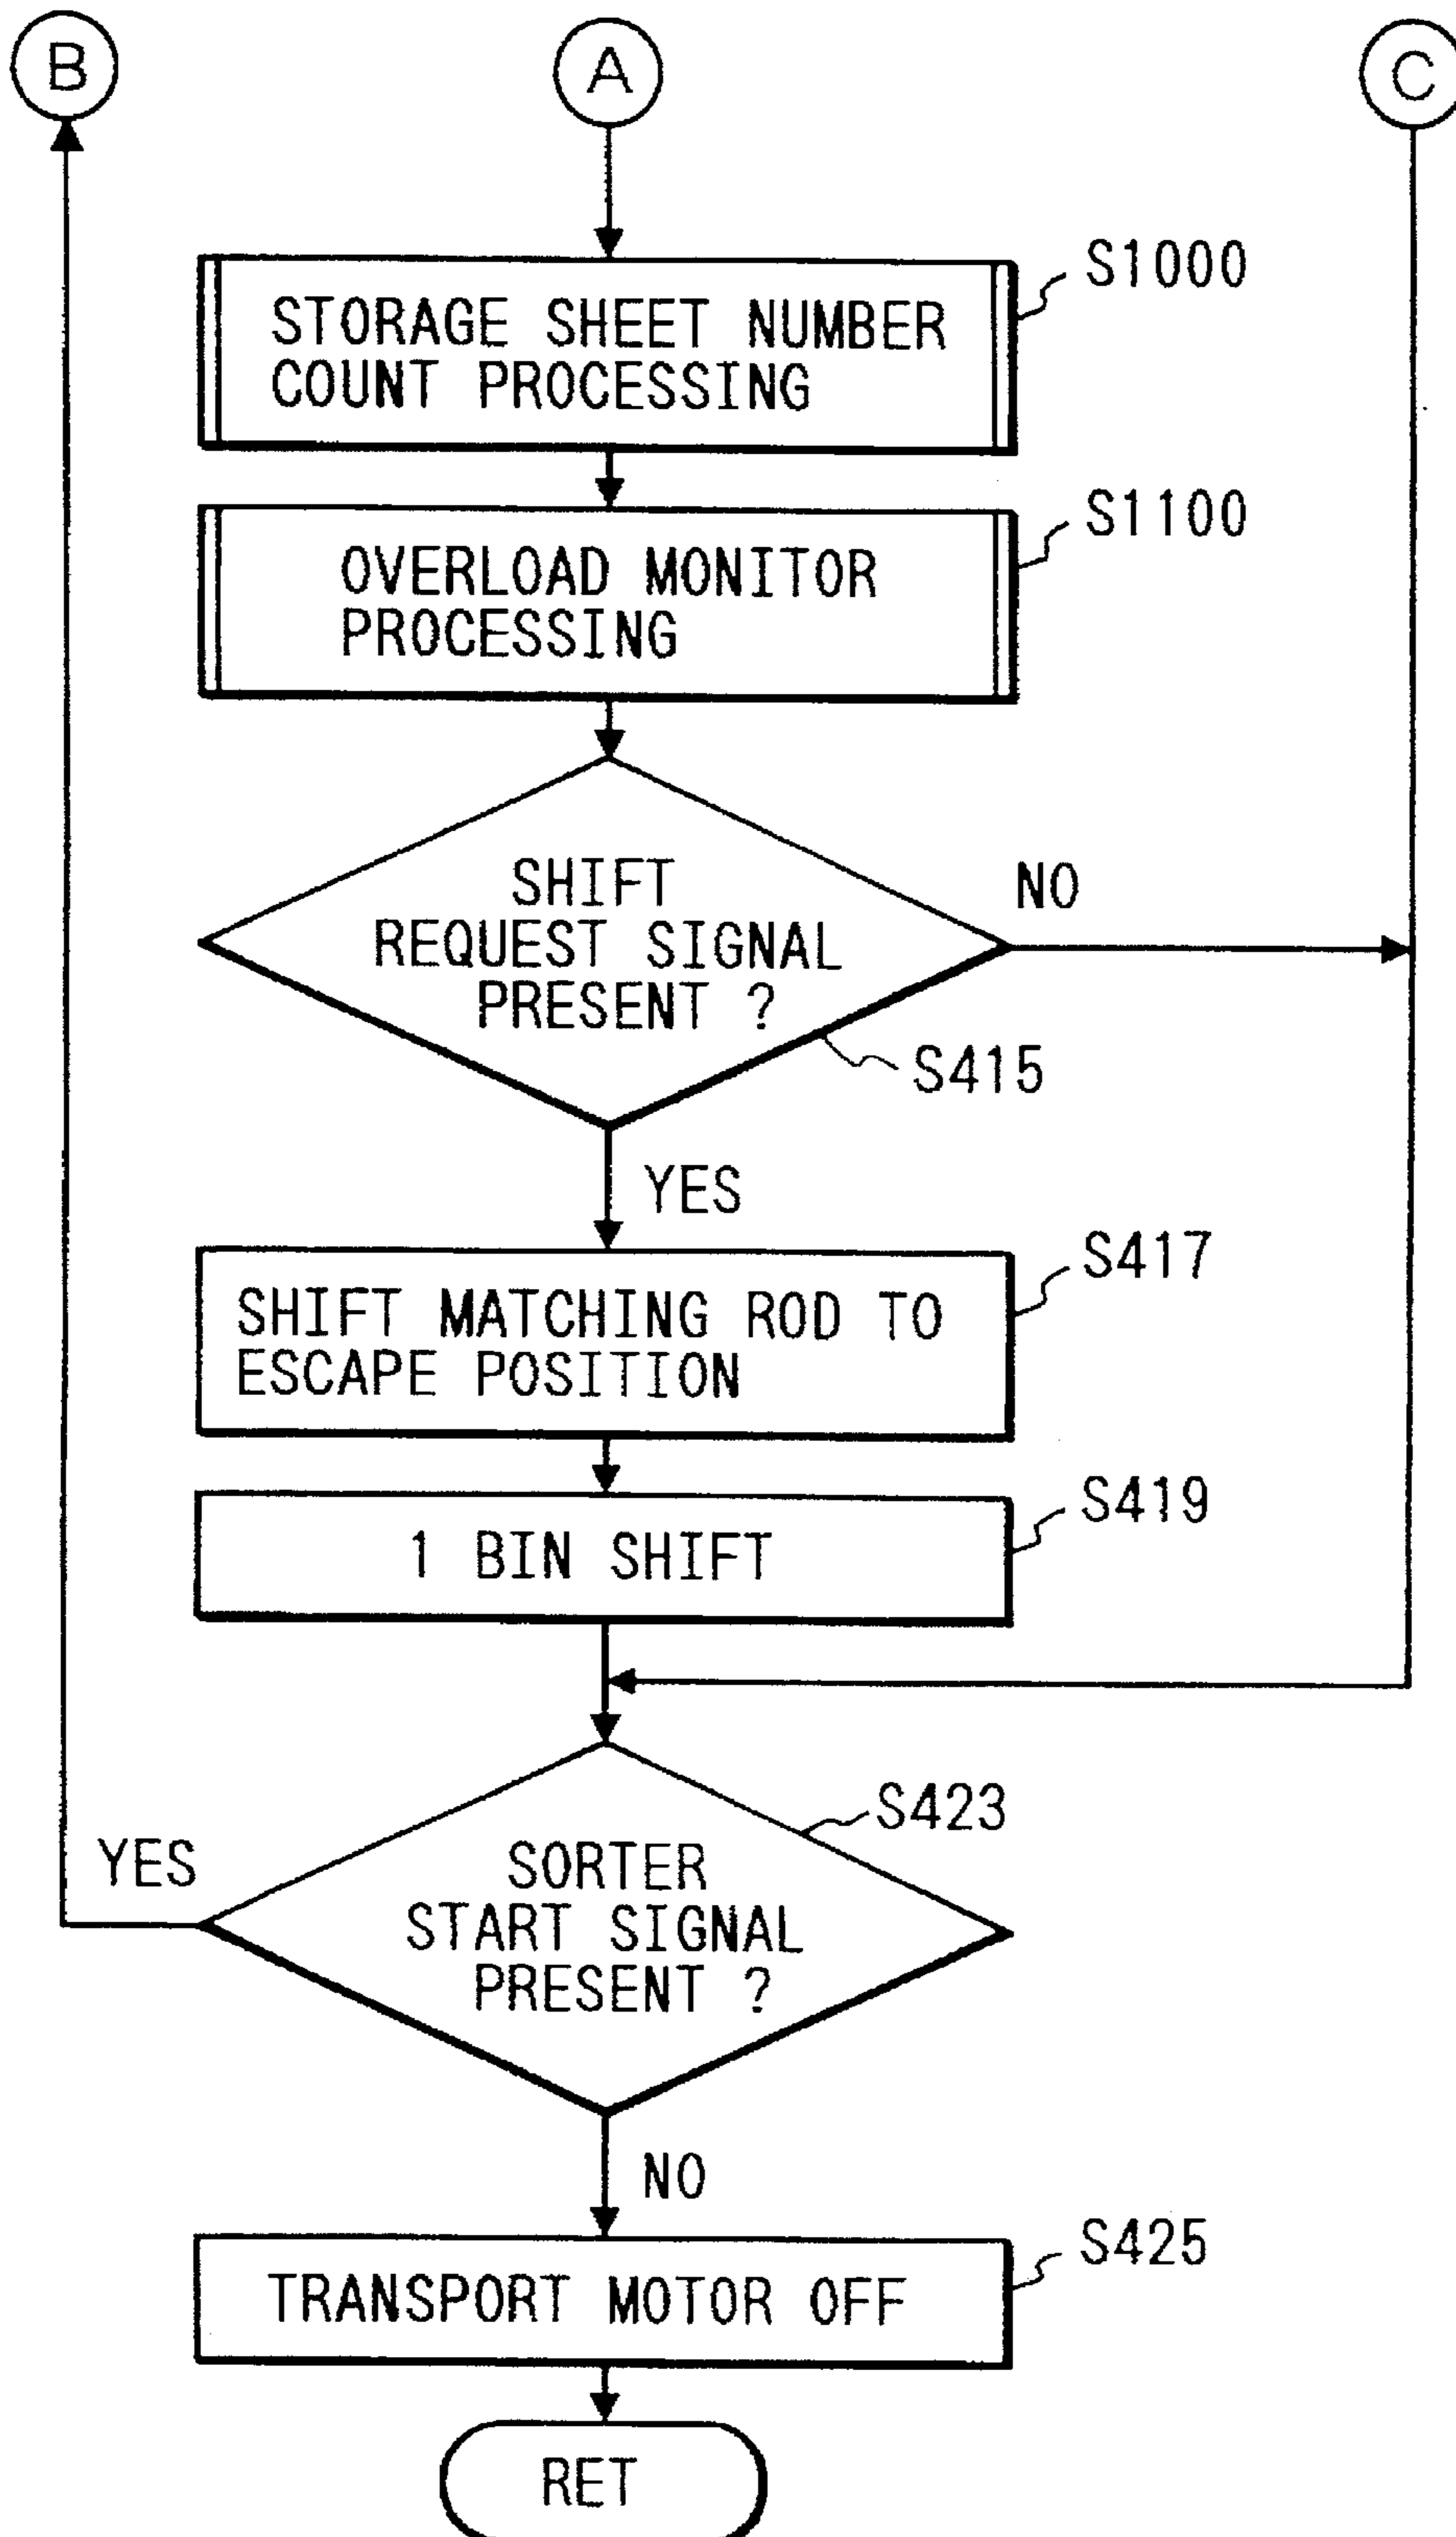 B
A
C
S1000
STORAGE SHEET NUMBER
COUNT PROCESSING
S1100
OVERLOAD MONITOR
PROCESSING
SHIFT
REQUEST SIGNAL
PRESENT ?
NO
S415
YES
S417
SHIFT MATCHING ROD TO
ESCAPE POSITION
S419
1 BIN SHIFT
S423
YES
SORTER
START SIGNAL
PRESENT ?
NO
S425
TRANSPORT MOTOR OFF
RET